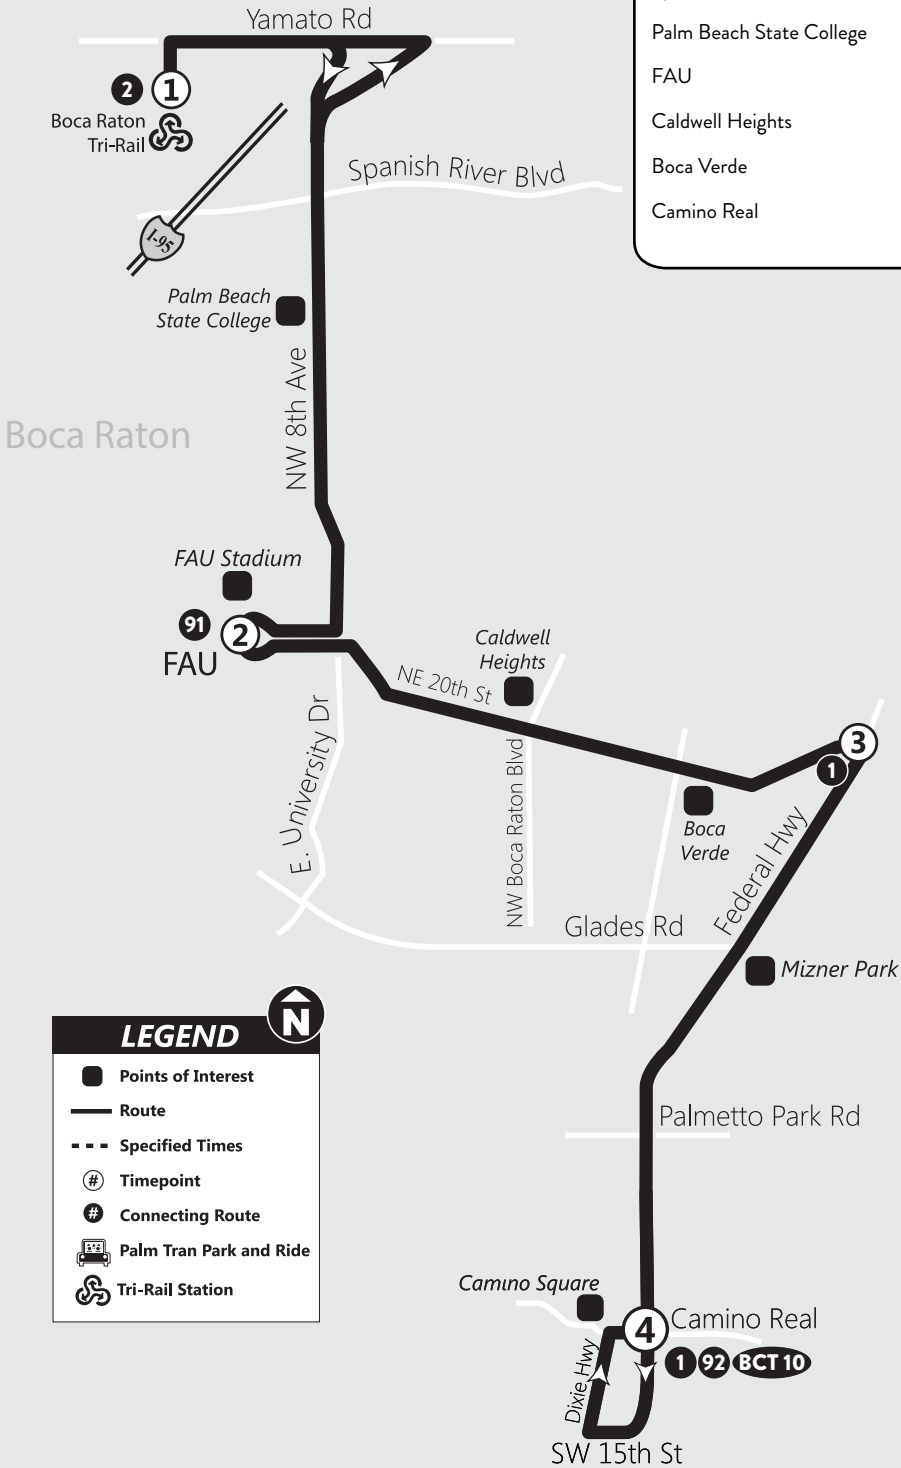 Yamato Rd
Palm Beach State College
FAU
Caldwell Heights
Boca Verde
Camino Real
2
1
Boca Raton
Tri-Rail
Spanish River Blvd
I-95
Palm Beach
State College
NW 8th Ave
Boca Raton
FAU Stadium
91
2
FAU
Caldwell
Heights
NE 20th St
E. University Dr
NW Boca Raton Blvd
3
1
Boca
Verde
Federal Hwy
Glades Rd
Mizner Park
N
LEGEND
Points of Interest
Route
Specified Times
# Timepoint
# Connecting Route
Palm Tran Park and Ride
Tri-Rail Station
Palmetto Park Rd
Camino Square
4
Camino Real
1 92 BCT 10
Dixie Hwy
SW 15th St